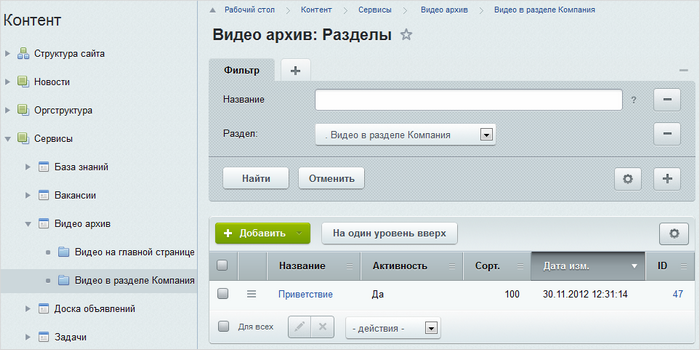 Контент
Структура сайта
Новости
Оргструктура
Сервисы
База знаний
Вакансии
Видео архив
Видео на главной странице
Видео в разделе Компания
Доска объявлений
Задачи
Рабочий стол Контент Сервисы Видео архив Видео в разделе Компания
Видео архив: Разделы
Фильтр
Название ?
Раздел: . Видео в разделе Компания
Найти Отменить
Добавить На один уровень вверх
Название Активность Сорт. Дата изм. ID
Приветствие Да 100 30.11.2012 12:31:14 47
Для всех - действия -